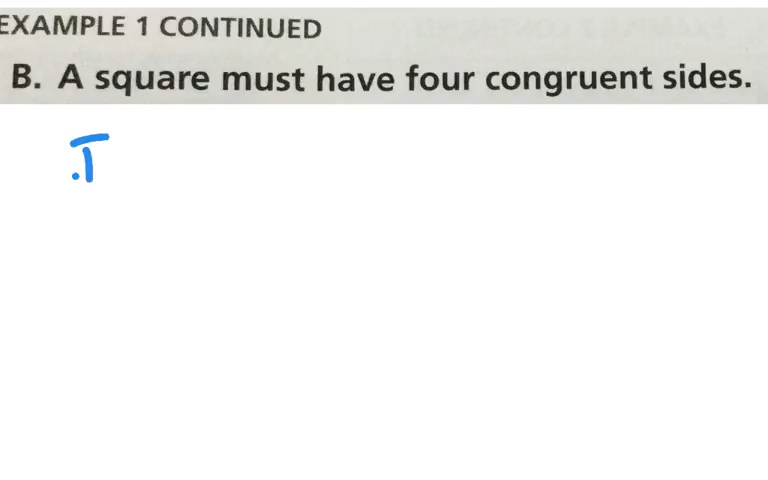 EXAMPLE 1 CONTINUED
B. A square must have four congruent sides.